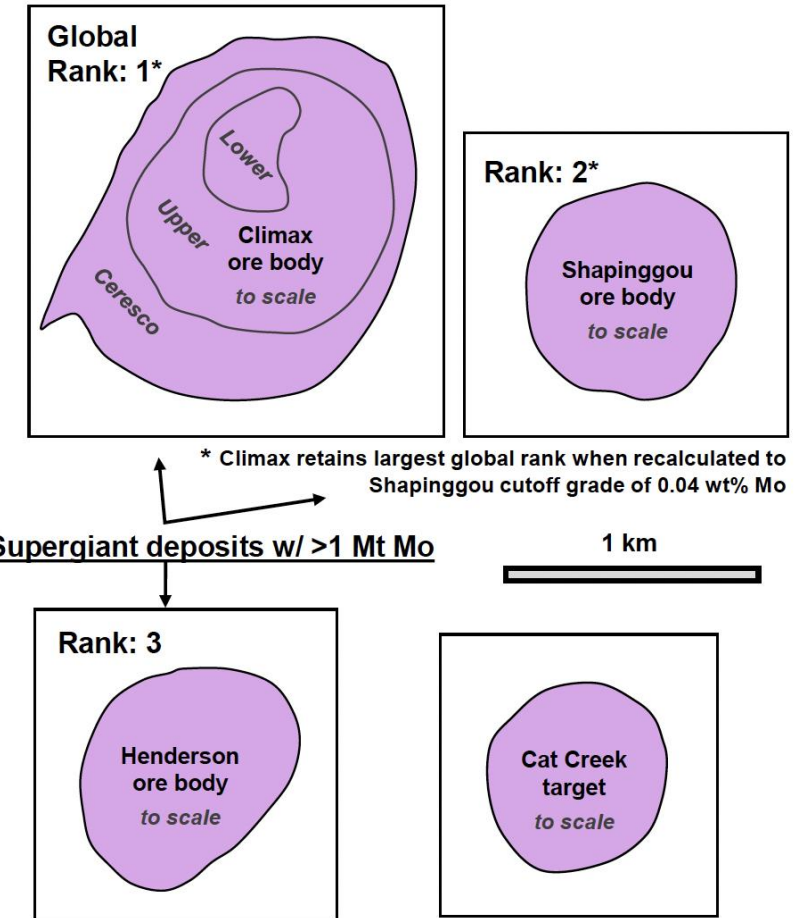 Global
Rank: 1*
Lower
Upper
Ceresco
Climax
ore body
to scale
Rank: 2*
Shapinggou
ore body
to scale
* Climax retains largest global rank when recalculated to
Shapinggou cutoff grade of 0.04 wt% Mo
Supergiant deposits w/ >1 Mt Mo
1 km
Rank: 3
Henderson
ore body
to scale
Cat Creek
target
to scale